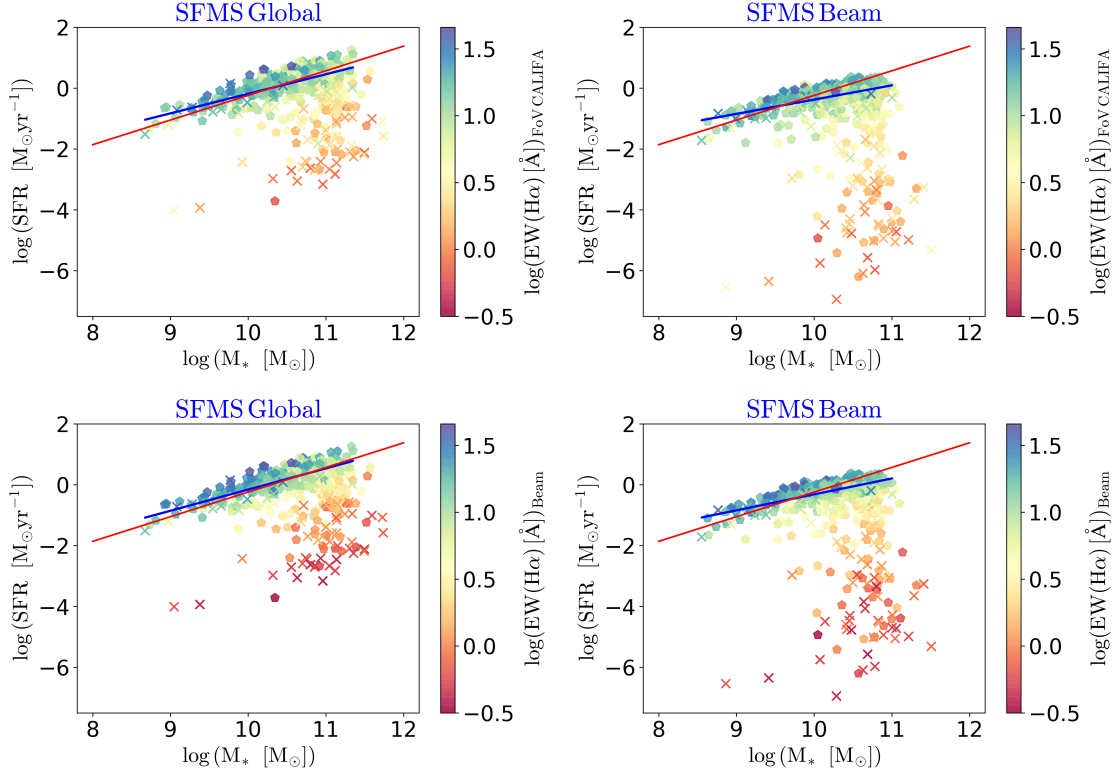 SFMS Global
SFMS Beam
2
0
−2
−4
−6
log (SFR [M⊙.yr−1])
8 9 10 11 12
log (M∗ [M⊙])
1.5
1.0
0.5
0.0
−0.5
log(EW(Hα) [Å])FoV CALIFA
2
0
−2
−4
−6
log (SFR [M⊙.yr−1])
8 9 10 11 12
log (M∗ [M⊙])
1.5
1.0
0.5
0.0
−0.5
log(EW(Hα) [Å])FoV CALIFA
SFMS Global
SFMS Beam
2
0
−2
−4
−6
log (SFR [M⊙.yr−1])
8 9 10 11 12
log (M∗ [M⊙])
1.5
1.0
0.5
0.0
−0.5
log(EW(Hα) [Å])Beam
2
0
−2
−4
−6
log (SFR [M⊙.yr−1])
8 9 10 11 12
log (M∗ [M⊙])
1.5
1.0
0.5
0.0
−0.5
log(EW(Hα) [Å])Beam